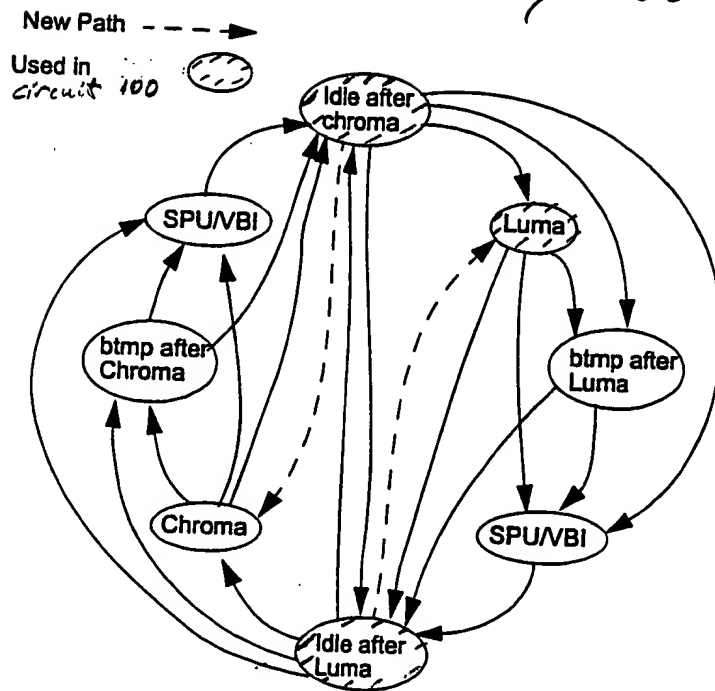 New Path
Used in
circuit 100
Idle after
chroma
SPU/VBI
Luma
btmp after
Chroma
btmp after
Luma
Chroma
SPU/VBI
Idle after
Luma